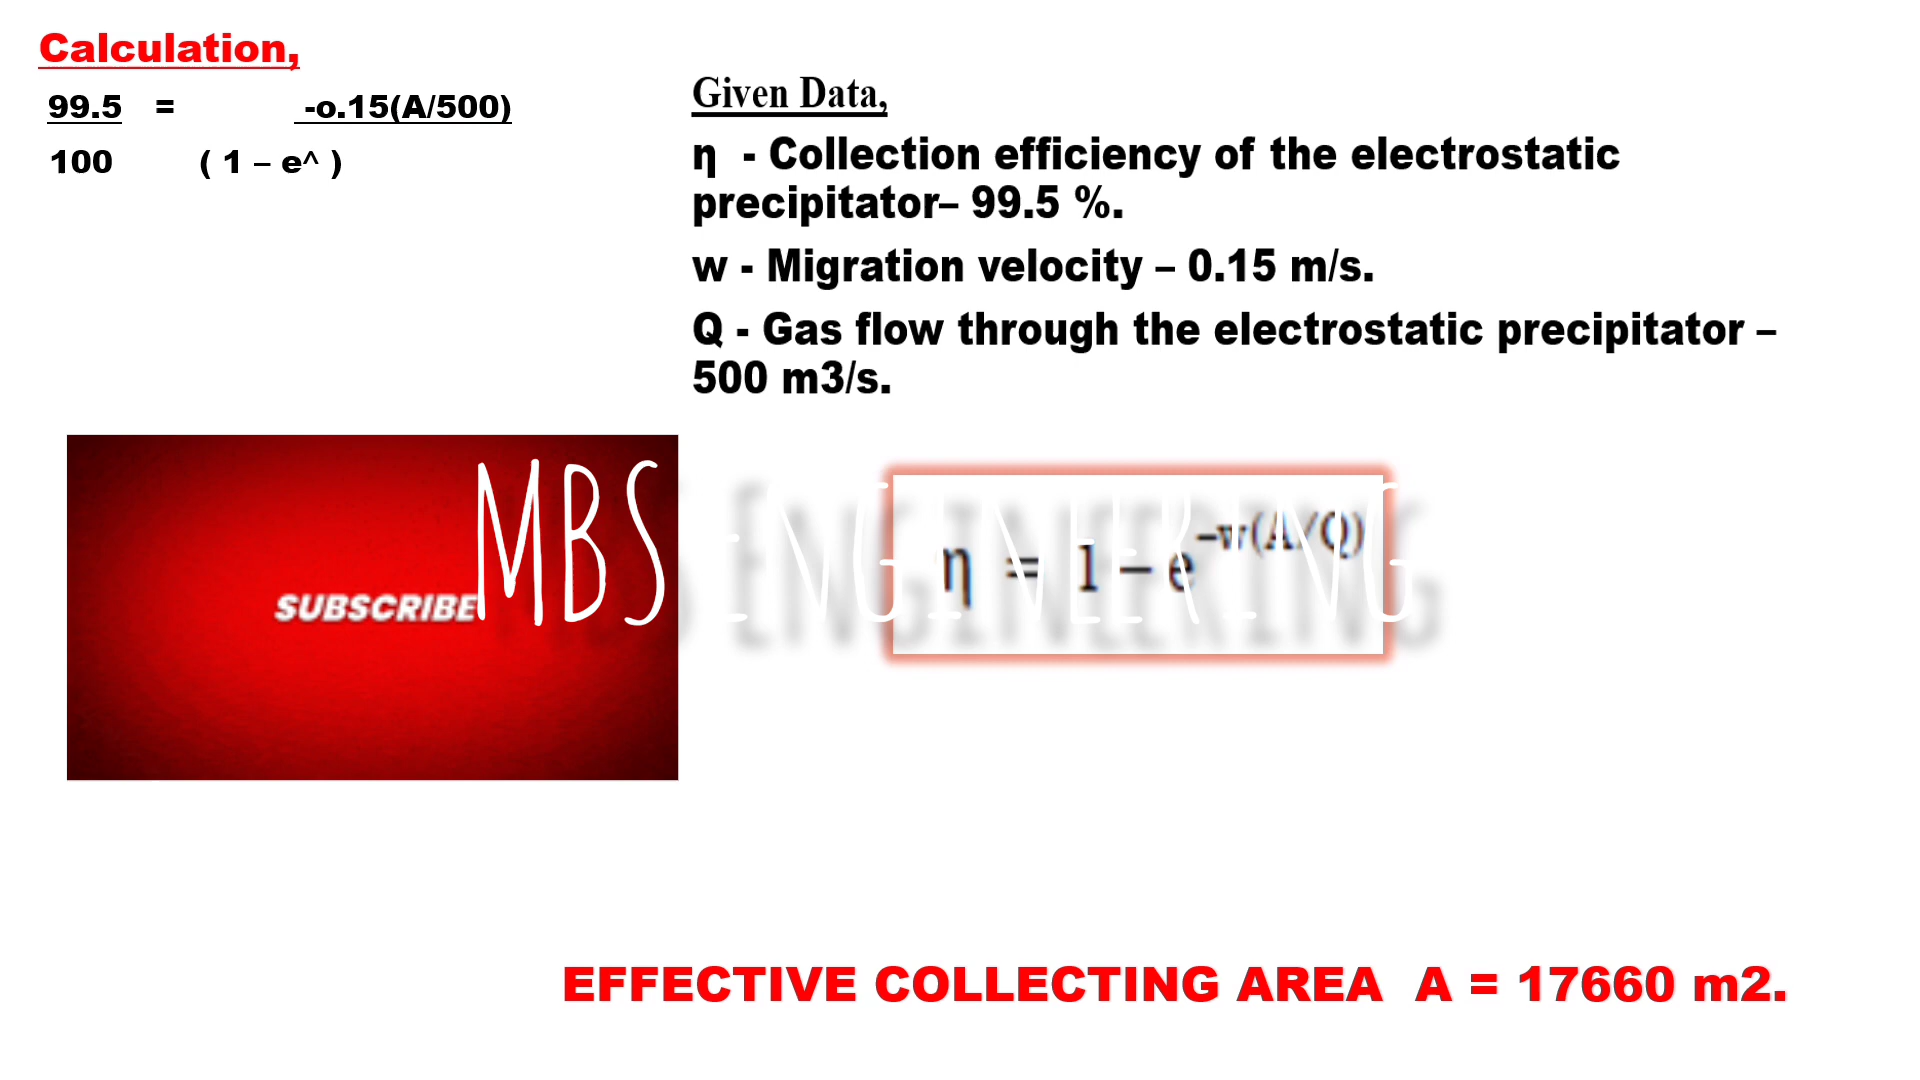 Calculation,
99.5 = -o.15(A/500)
100 ( 1 – e^ )
Given Data,
η - Collection efficiency of the electrostatic
precipitator– 99.5 %.
w - Migration velocity – 0.15 m/s.
Q - Gas flow through the electrostatic precipitator –
500 m3/s.
SUBSCRIBE
MBS ENGINEERING
η = 1 – e^–w(A/Q)
EFFECTIVE COLLECTING AREA A = 17660 m2.